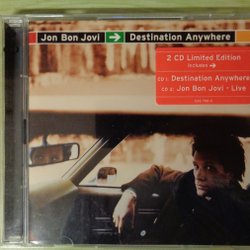 Jon Bon Jovi → Destination Anywhere
2 CD Limited Edition
includes →
CD 1: Destination Anywhere
CD 2: Jon Bon Jovi - Live